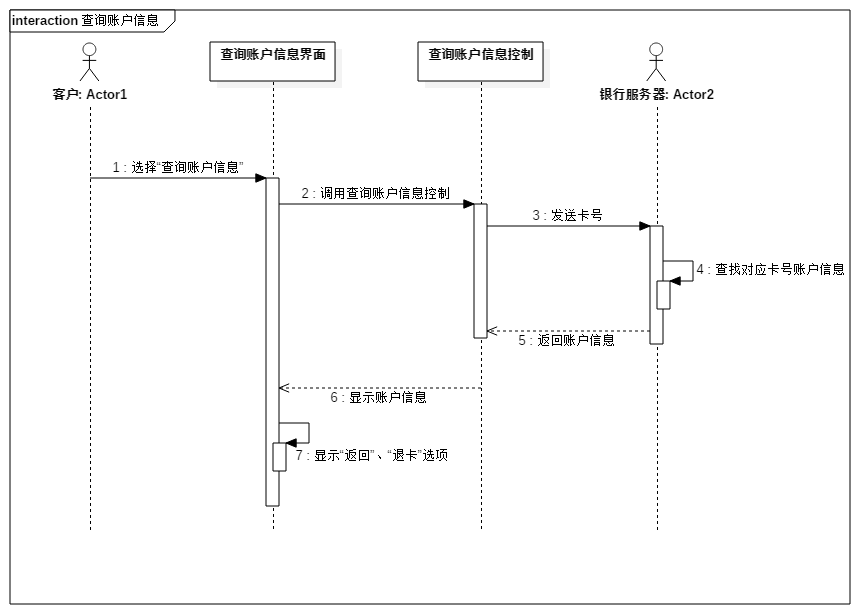 interaction 查询账户信息
客户: Actor1
查询账户信息界面
查询账户信息控制
银行服务器: Actor2
1 : 选择“查询账户信息”
2 : 调用查询账户信息控制
3 : 发送卡号
4 : 查找对应卡号账户信息
5 : 返回账户信息
6 : 显示账户信息
7 : 显示“返回”、“退卡”选项